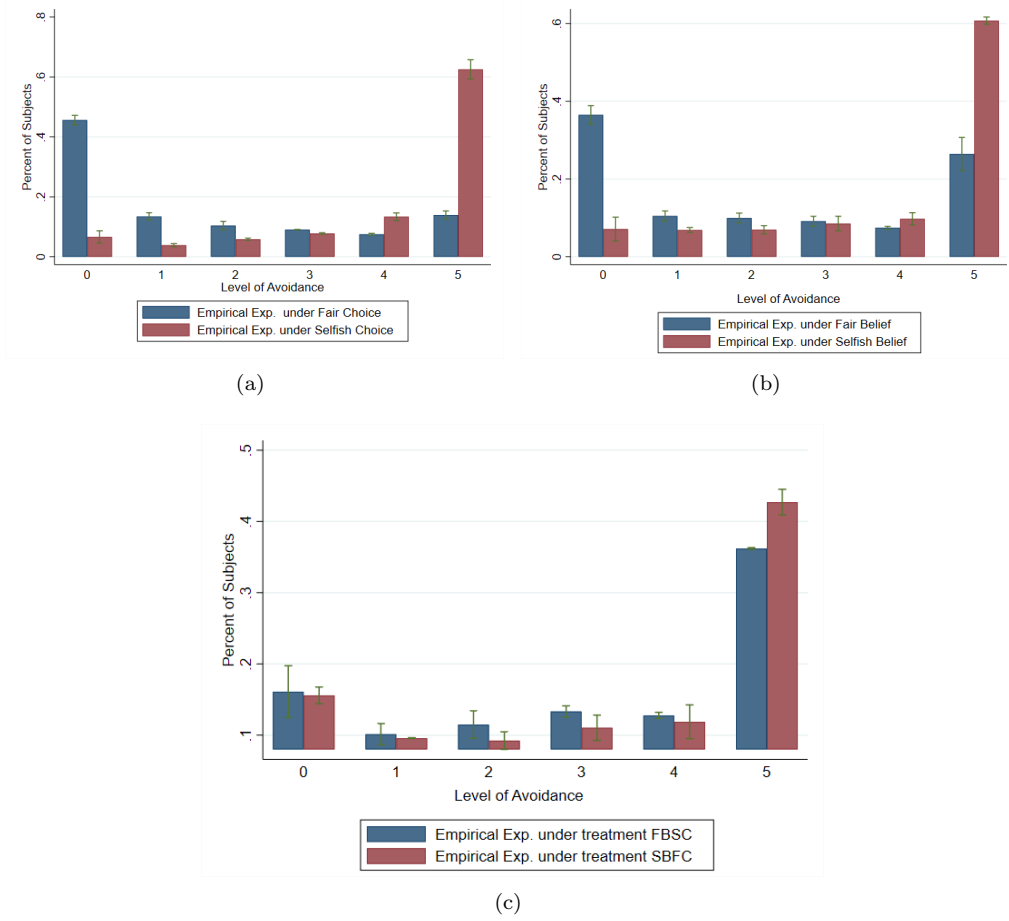 Percent of Subjects
.8
.6
.4
.2
0
0 1 2 3 4 5
Level of Avoidance
Empirical Exp. under Fair Choice
Empirical Exp. under Selfish Choice
(a)
Percent of Subjects
.6
.4
.2
0
0 1 2 3 4 5
Level of Avoidance
Empirical Exp. under Fair Belief
Empirical Exp. under Selfish Belief
(b)
Percent of Subjects
.5
.4
.3
.2
.1
0 1 2 3 4 5
Level of Avoidance
Empirical Exp. under treatment FBSC
Empirical Exp. under treatment SBFC
(c)